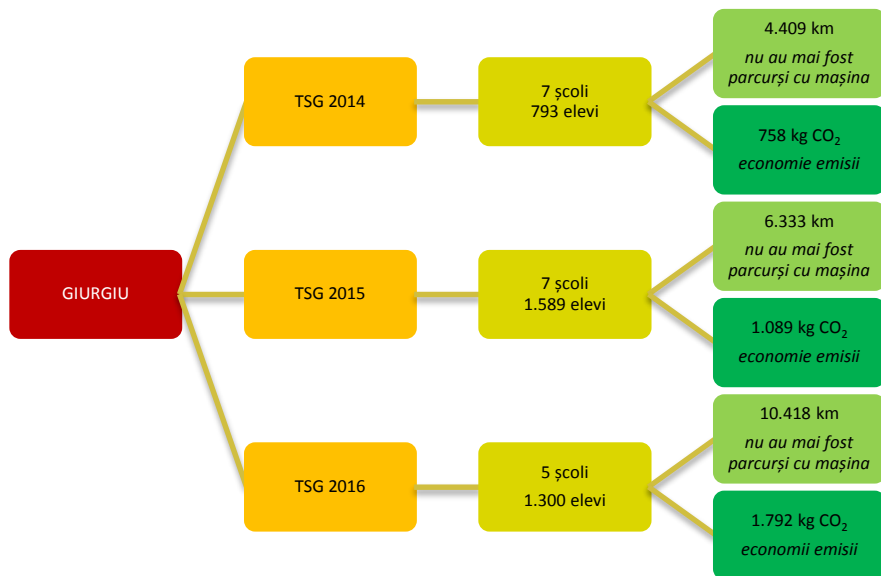 GIURGIU
TSG 2014
7 școli
793 elevi
4.409 km
nu au mai fost
parcurși cu mașina
758 kg CO₂
economie emisii
TSG 2015
7 școli
1.589 elevi
6.333 km
nu au mai fost
parcurși cu mașina
1.089 kg CO₂
economie emisii
TSG 2016
5 școli
1.300 elevi
10.418 km
nu au mai fost
parcurși cu mașina
1.792 kg CO₂
economii emisii